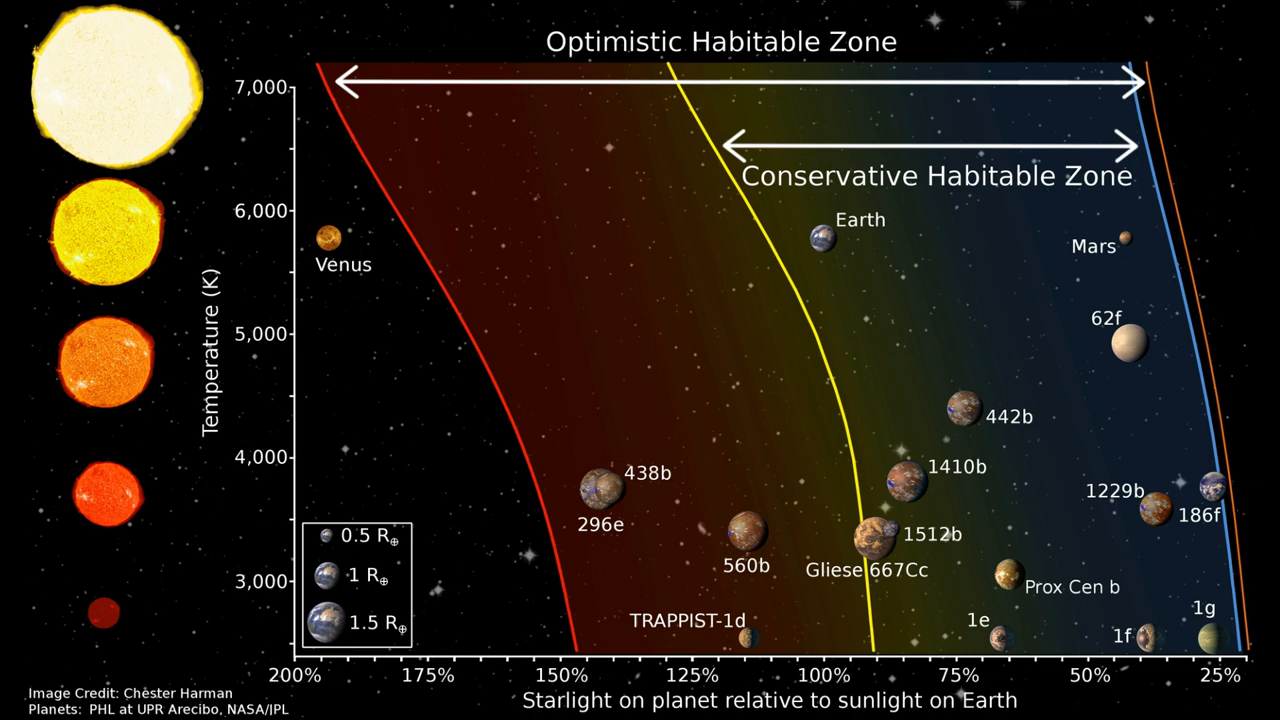 Optimistic Habitable Zone
7,000
Conservative Habitable Zone
6,000
Earth
Mars
Venus
Temperature (K)
62f
5,000
442b
4,000
438b
1410b
296e
1229b
186f
0.5 R⊕
1512b
560b
Gliese 667Cc
1 R⊕
3,000
Prox Cen b
1.5 R⊕
TRAPPIST-1d
1e
1f
1g
200% 175% 150% 125% 100% 75% 50% 25%
Starlight on planet relative to sunlight on Earth
Image Credit: Chester Harman
Planets: PHL at UPR Arecibo, NASA/JPL